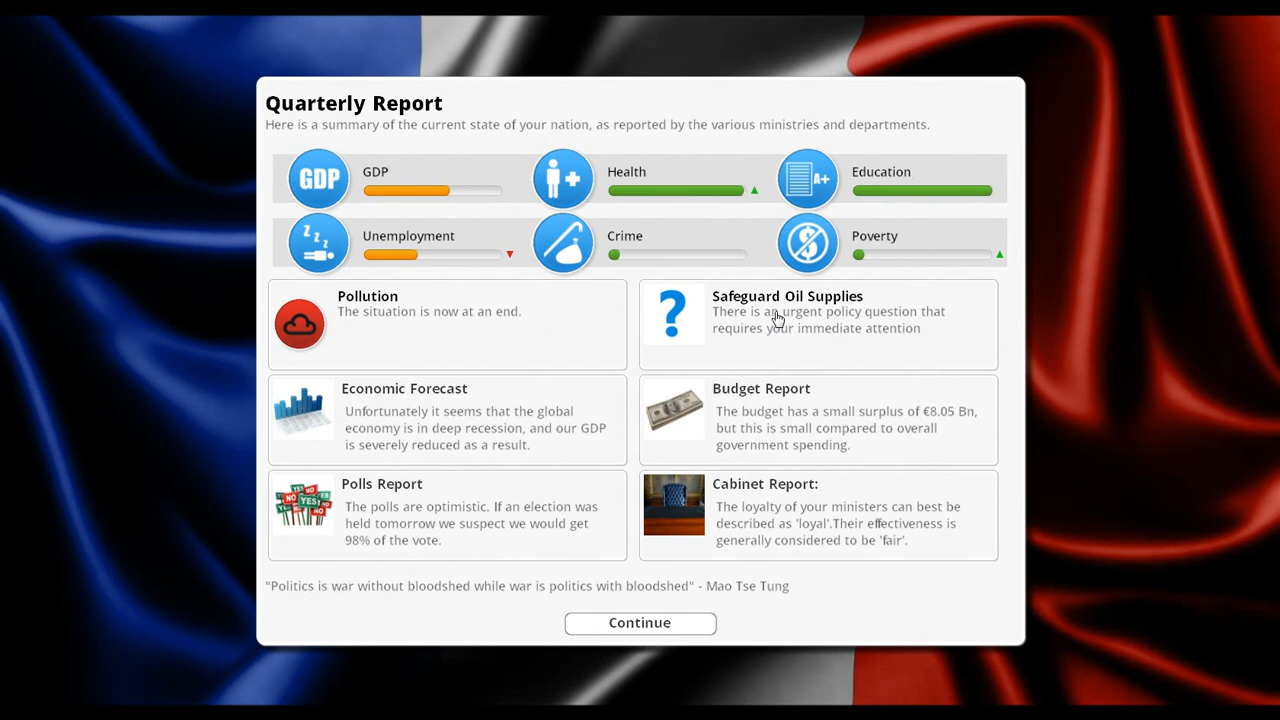 Quarterly Report
Here is a summary of the current state of your nation, as reported by the various ministries and departments.
GDP
GDP
Health
A+
Education
Z Z Z
Unemployment
Crime
$
Poverty
Pollution
The situation is now at an end.
?
Safeguard Oil Supplies
There is an urgent policy question that
requires your immediate attention
Economic Forecast
Unfortunately it seems that the global
economy is in deep recession, and our GDP
is severely reduced as a result.
Budget Report
The budget has a small surplus of €8.05 Bn,
but this is small compared to overall
government spending.
NO
YES
NO
YES
NO
Polls Report
The polls are optimistic. If an election was
held tomorrow we suspect we would get
98% of the vote.
Cabinet Report:
The loyalty of your ministers can best be
described as 'loyal'.Their effectiveness is
generally considered to be 'fair'.
"Politics is war without bloodshed while war is politics with bloodshed" - Mao Tse Tung
Continue